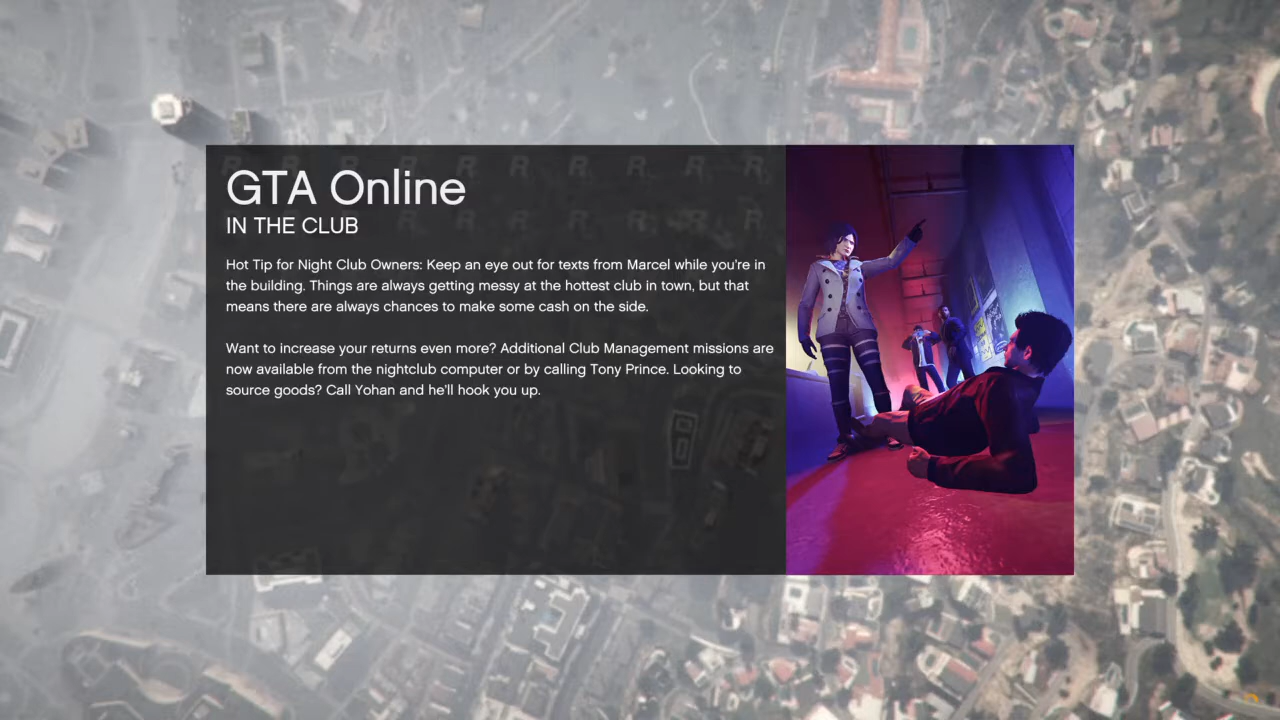 GTA Online
IN THE CLUB
Hot Tip for Night Club Owners: Keep an eye out for texts from Marcel while you're in
the building. Things are always getting messy at the hottest club in town, but that
means there are always chances to make some cash on the side.
Want to increase your returns even more? Additional Club Management missions are
now available from the nightclub computer or by calling Tony Prince. Looking to
source goods? Call Yohan and he'll hook you up.